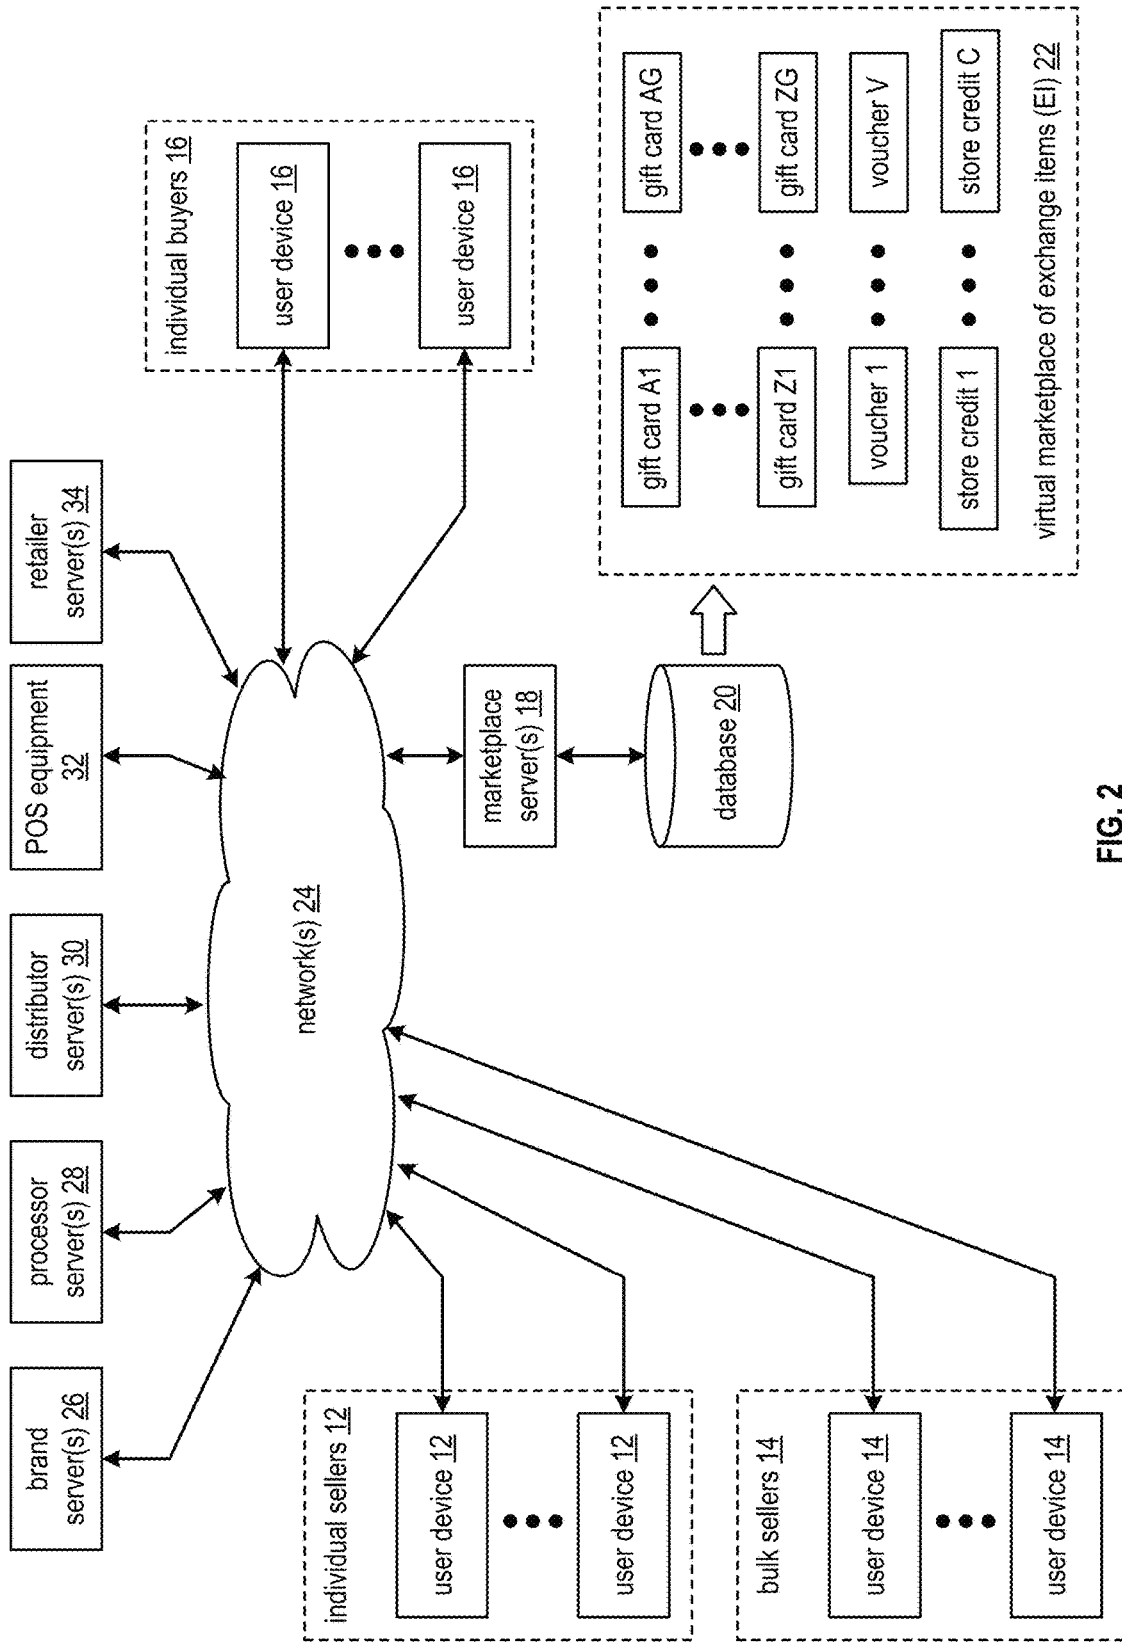 brand
server(s) 26
processor
server(s) 28
distributor
server(s) 30
POS equipment
32
retailer
server(s) 34
individual sellers 12
user device 12
user device 12
bulk sellers 14
user device 14
user device 14
network(s) 24
individual buyers 16
user device 16
user device 16
marketplace
server(s) 18
database 20
gift card A1
gift card AG
gift card Z1
gift card ZG
voucher 1
voucher V
store credit 1
store credit C
virtual marketplace of exchange items (EI) 22
FIG. 2